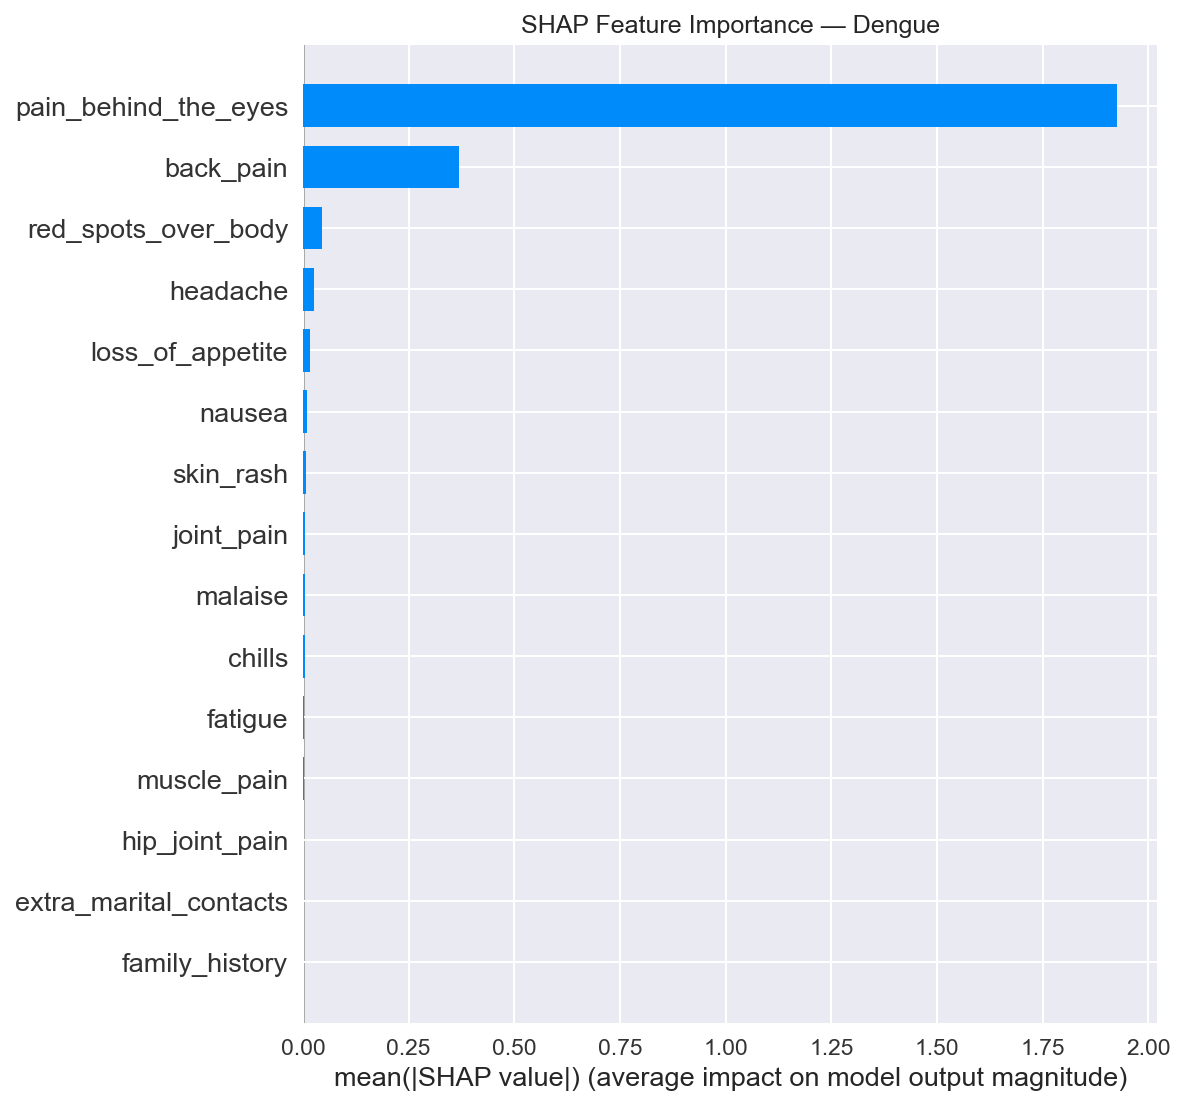 SHAP Feature Importance — Dengue
pain_behind_the_eyes
back_pain
red_spots_over_body
headache
loss_of_appetite
nausea
skin_rash
joint_pain
malaise
chills
fatigue
muscle_pain
hip_joint_pain
extra_marital_contacts
family_history
0.00 0.25 0.50 0.75 1.00 1.25 1.50 1.75 2.00
mean(|SHAP value|) (average impact on model output magnitude)